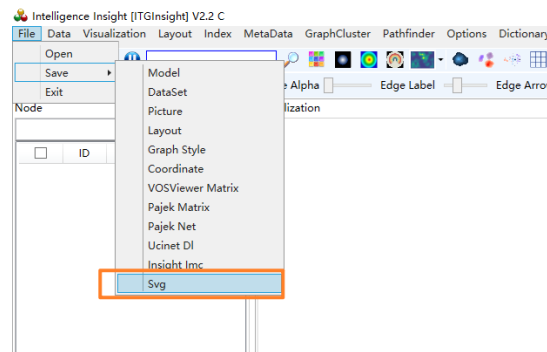 Intelligence Insight [ITGInsight] V2.2 C
File Data Visualization Layout Index MetaData GraphCluster Pathfinder Options Dictionary
Open
Save
Exit
Model
DataSet
Picture
Layout
Graph Style
Coordinate
VOSViewer Matrix
Pajek Matrix
Pajek Net
Ucinet Dl
Insight Imc
Svg
Alpha Edge Label Edge Arro
lization
Node
ID